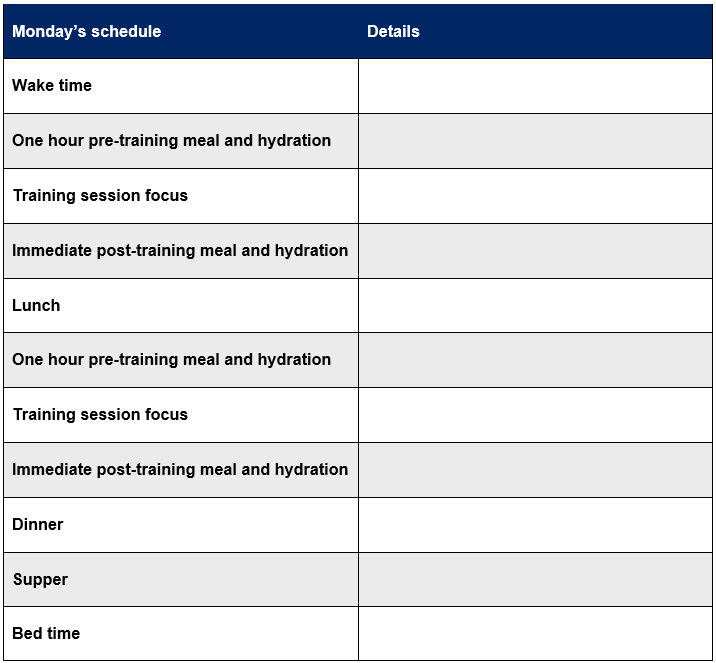 Monday’s schedule Details
Wake time
One hour pre-training meal and hydration
Training session focus
Immediate post-training meal and hydration
Lunch
One hour pre-training meal and hydration
Training session focus
Immediate post-training meal and hydration
Dinner
Supper
Bed time